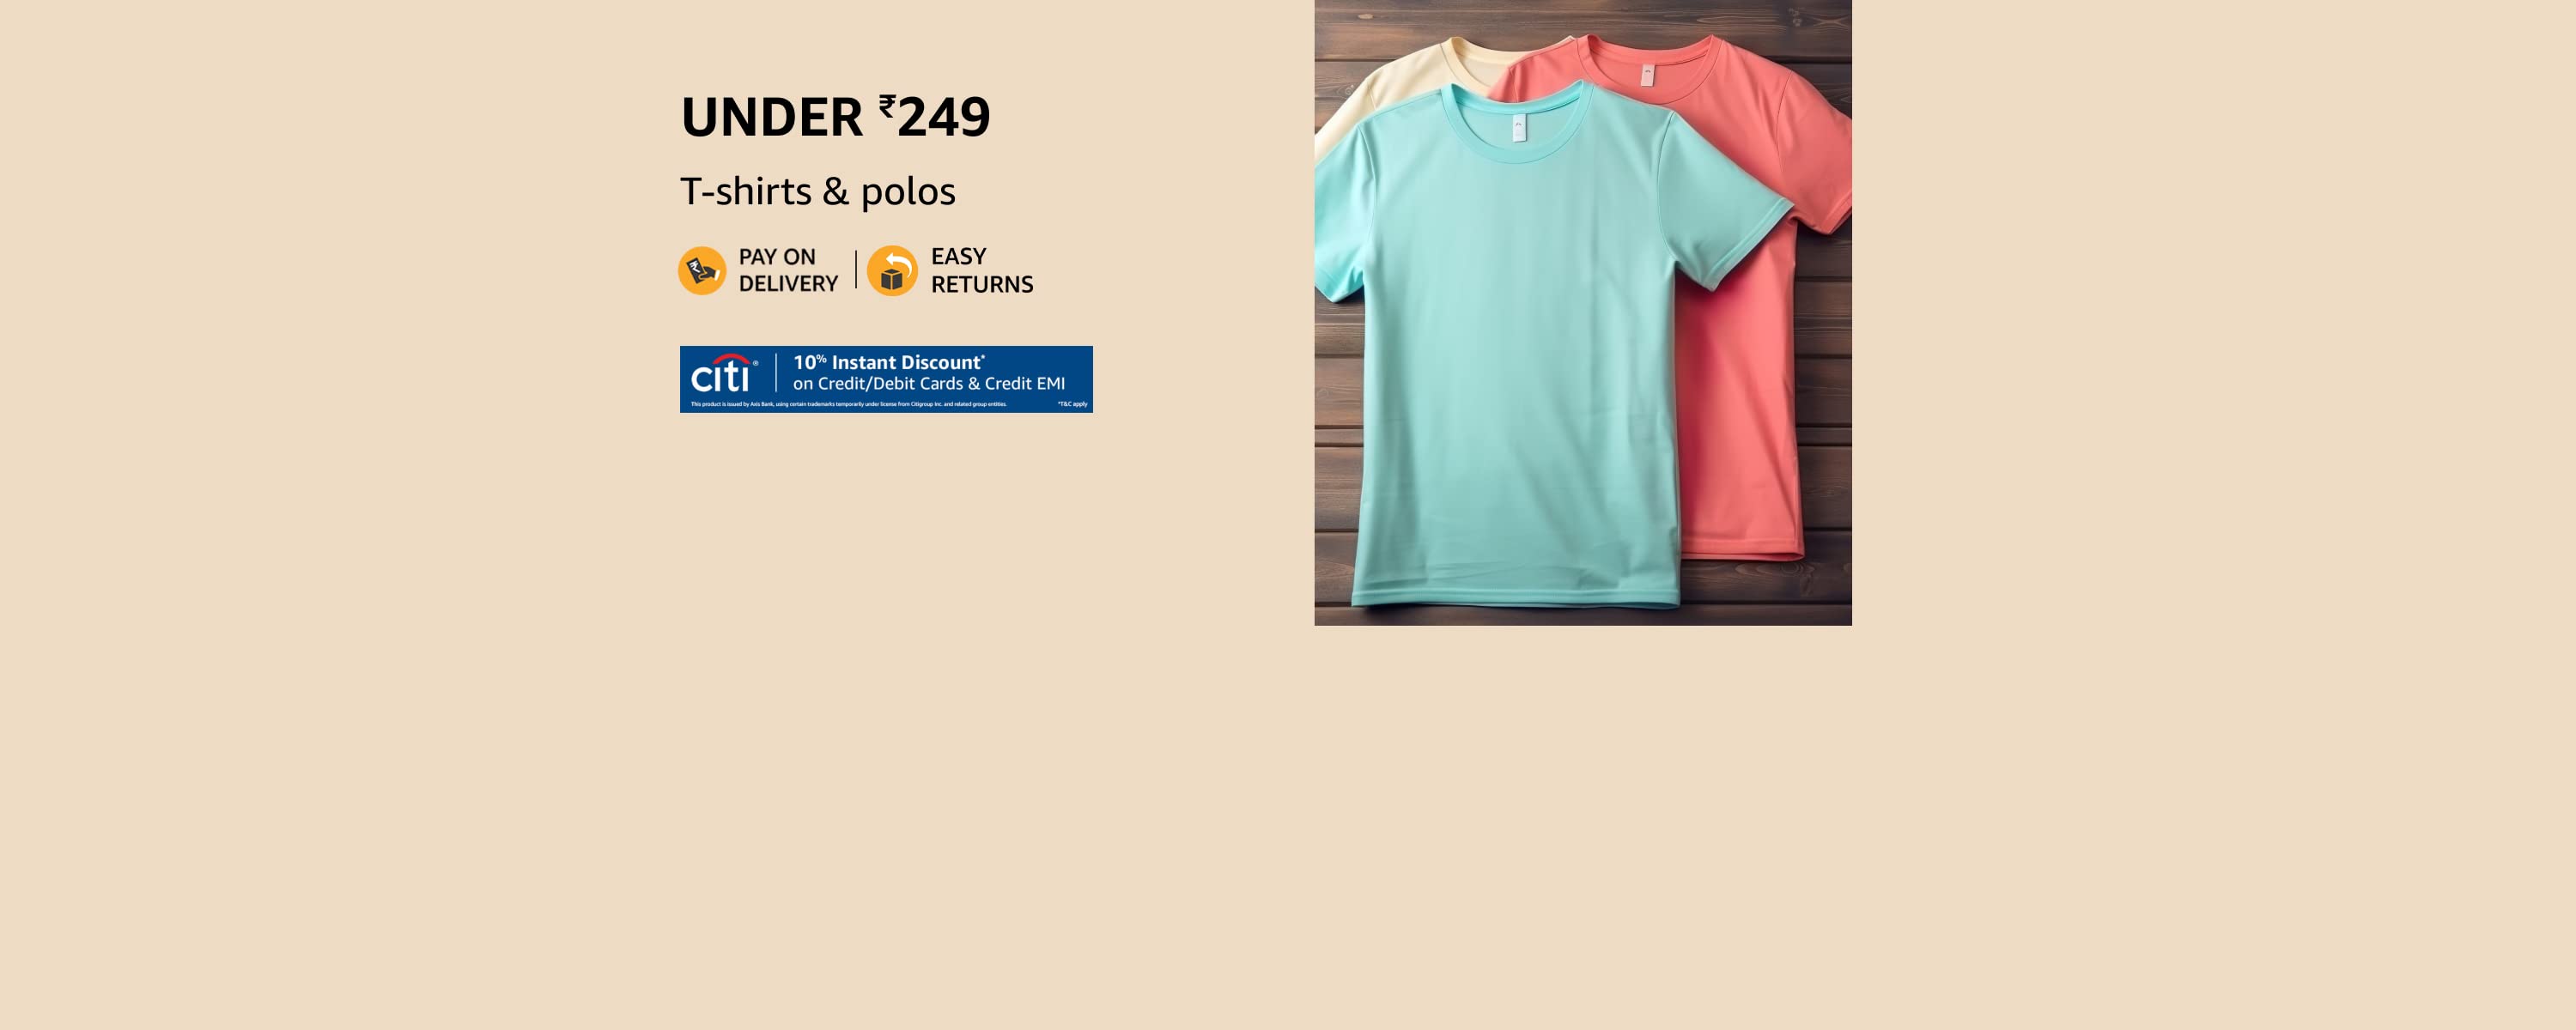 UNDER ₹249
T-shirts & polos
PAY ON
DELIVERY
EASY
RETURNS
citi®
10% Instant Discount*
on Credit/Debit Cards & Credit EMI
This product is issued by Axis Bank, using certain trademarks temporarily under license from Citigroup Inc. and related group entities.
*T&C apply